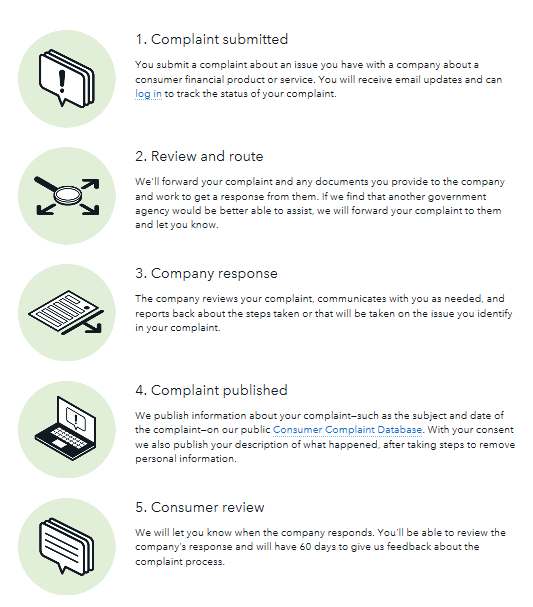 1. Complaint submitted
You submit a complaint about an issue you have with a company about a
consumer financial product or service. You will receive email updates and can
log in to track the status of your complaint.
2. Review and route
We'll forward your complaint and any documents you provide to the company
and work to get a response from them. If we find that another government
agency would be better able to assist, we will forward your complaint to them
and let you know.
3. Company response
The company reviews your complaint, communicates with you as needed, and
reports back about the steps taken or that will be taken on the issue you identify
in your complaint.
4. Complaint published
We publish information about your complaint—such as the subject and date of
the complaint—on our public Consumer Complaint Database. With your consent
we also publish your description of what happened, after taking steps to remove
personal information.
5. Consumer review
We will let you know when the company responds. You'll be able to review the
company's response and will have 60 days to give us feedback about the
complaint process.